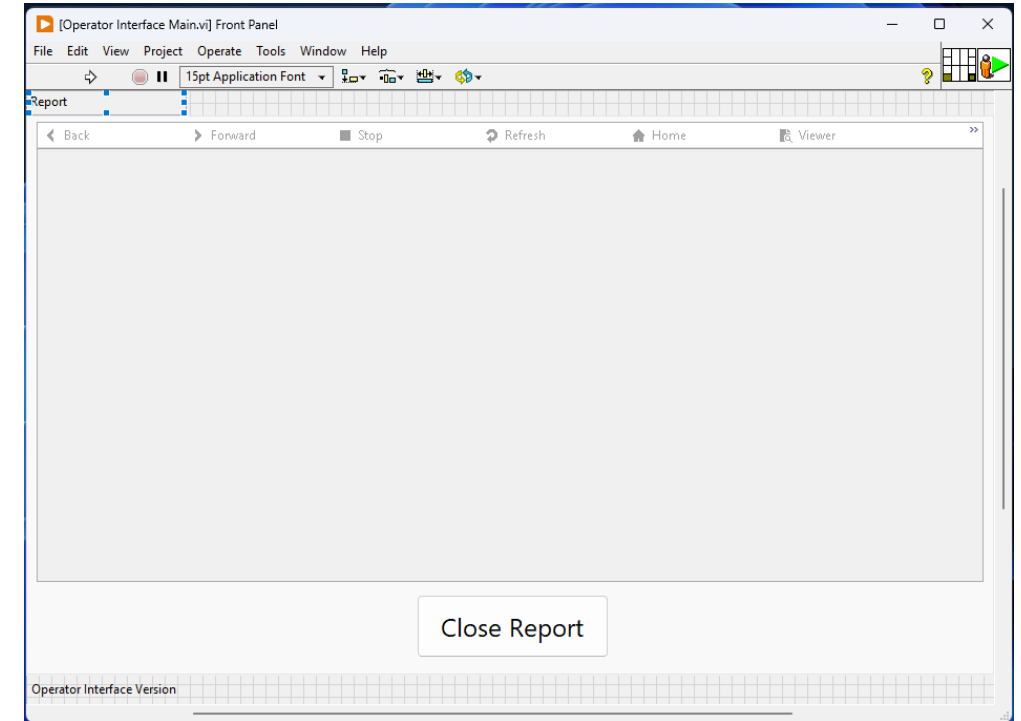 [Operator Interface Main.vi] Front Panel
File Edit View Project Operate Tools Window Help
15pt Application Font
?
Report
Back Forward Stop Refresh Home Viewer »
Close Report
Operator Interface Version